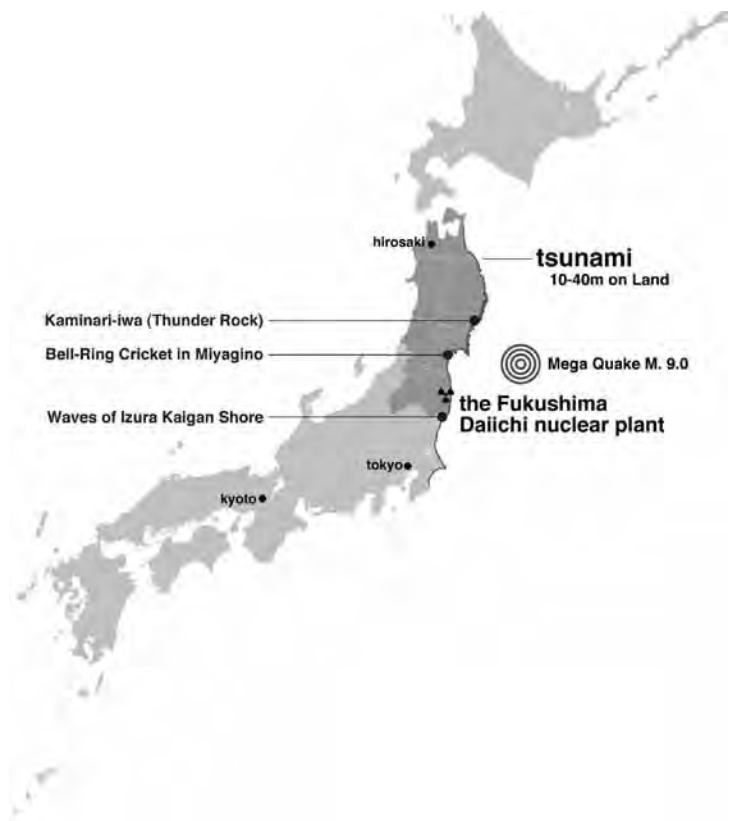 hirosaki
tsunami
10-40m on Land
Kaminari-iwa (Thunder Rock)
Bell-Ring Cricket in Miyagino
Mega Quake M. 9.0
the Fukushima
Daiichi nuclear plant
Waves of Izura Kaigan Shore
tokyo
kyoto